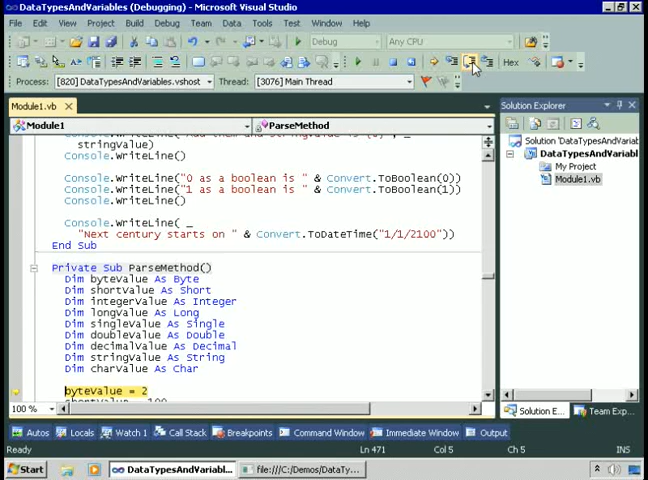 DataTypesAndVariables (Debugging) - Microsoft Visual Studio
File Edit View Project Build Debug Team Data Tools Test Window Help
Debug Any CPU
Hex
Process: [820] DataTypesAndVariables.vshost Thread: [3076] Main Thread
Module1.vb
Module1 ParseMethod
stringValue)
Console.WriteLine()
Console.WriteLine("0 as a boolean is " & Convert.ToBoolean(0))
Console.WriteLine("1 as a boolean is " & Convert.ToBoolean(1))
Console.WriteLine()
Console.WriteLine( _
"Next century starts on " & Convert.ToDateTime("1/1/2100"))
End Sub
Private Sub ParseMethod()
Dim byteValue As Byte
Dim shortValue As Short
Dim integerValue As Integer
Dim longValue As Long
Dim singleValue As Single
Dim doubleValue As Double
Dim decimalValue As Decimal
Dim stringValue As String
Dim charValue As Char
byteValue = 2
100 %
Solution Explorer
Solution 'DataTypesAndVariabl
DataTypesAndVariabl
My Project
Module1.vb
Solution E... Team Exp...
Autos Locals Watch 1 Call Stack Breakpoints Command Window Immediate Window Output
Ready Ln 471 Col 5 Ch 5 INS
Start DataTypesAndVariabl... file:///C:/Demos/DataTy...